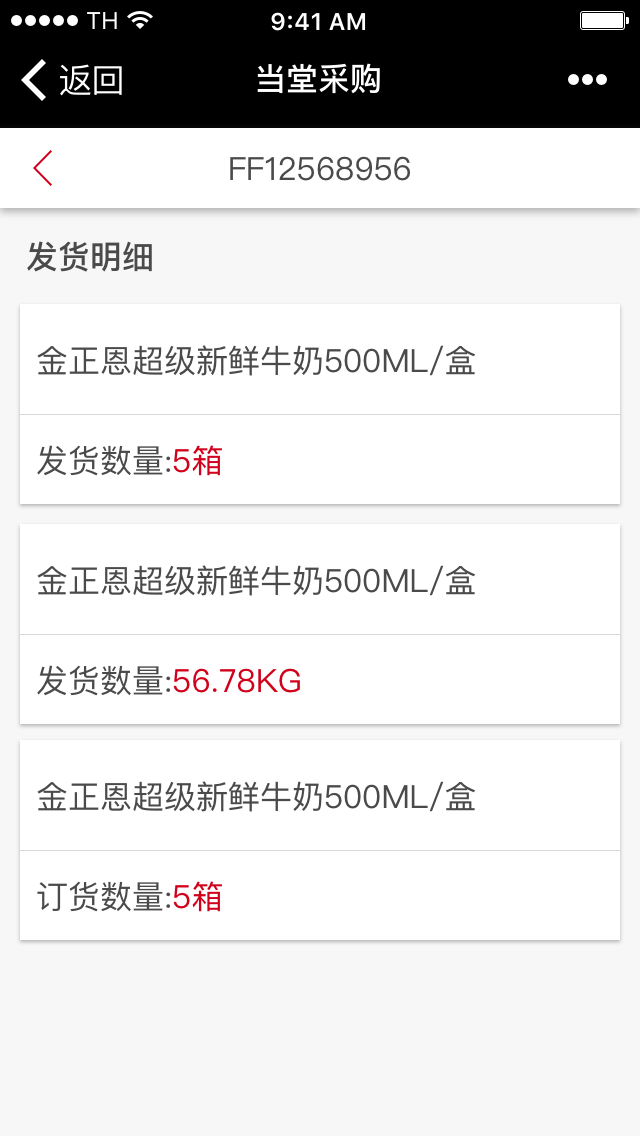 TH 9:41 AM
返回 当堂采购
FF12568956
发货明细
金正恩超级新鲜牛奶500ML/盒
发货数量:5箱
金正恩超级新鲜牛奶500ML/盒
发货数量:56.78KG
金正恩超级新鲜牛奶500ML/盒
订货数量:5箱